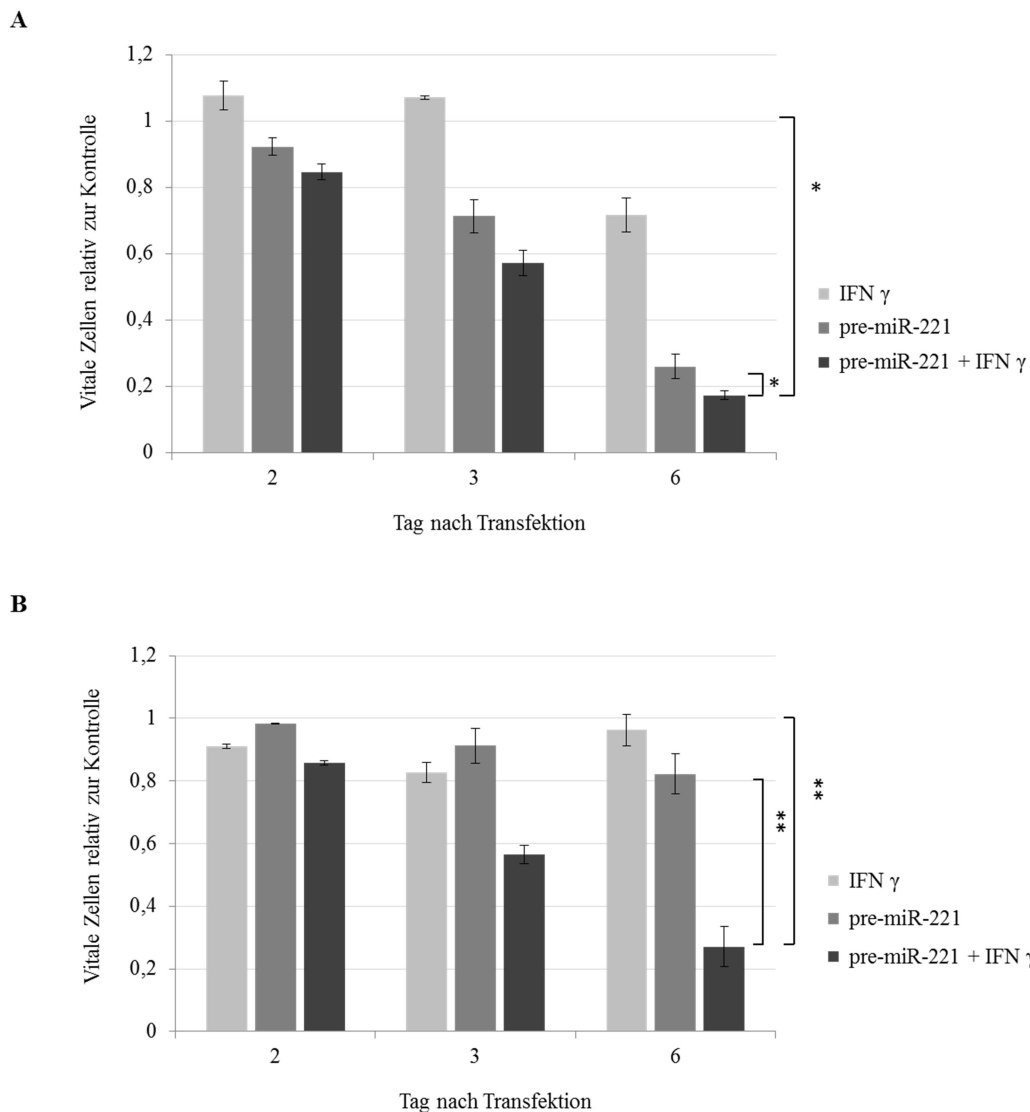 A
1,2
1
0,8
0,6
0,4
0,2
0
Vitale Zellen relativ zur Kontrolle
2
3
6
Tag nach Transfektion
*
*
IFN γ
pre-miR-221
pre-miR-221 + IFN γ
B
1,2
1
0,8
0,6
0,4
0,2
0
Vitale Zellen relativ zur Kontrolle
2
3
6
Tag nach Transfektion
**
**
IFN γ
pre-miR-221
pre-miR-221 + IFN γ